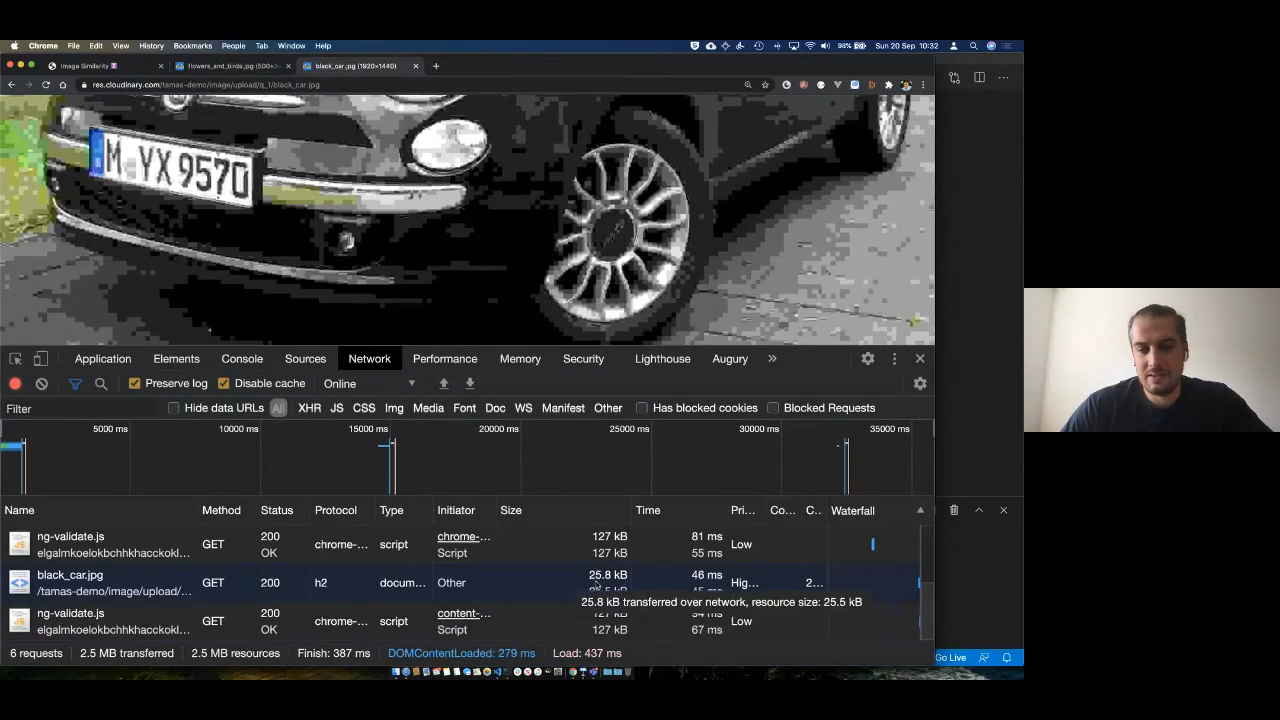 Chrome File Edit View History Bookmarks People Tab Window Help 98% Sun 20 Sep 10:32
Image Similarity flowers_and_birds.jpg (500× black_car.jpg (1920×1440)
res.cloudinary.com/tamas-demo/image/upload/q_1/black_car.jpg
M YX 9570
Application Elements Console Sources Network Performance Memory Security Lighthouse Augury
Preserve log Disable cache Online
Filter Hide data URLs All XHR JS CSS Img Media Font Doc WS Manifest Other Has blocked cookies Blocked Requests
5000 ms 10000 ms 15000 ms 20000 ms 25000 ms 30000 ms 35000 ms
Name Method Status Protocol Type Initiator Size Time Pri... Co... C... Waterfall
ng-validate.js GET 200 chrome-... script chrome-... 127 kB 81 ms Low
elgalmkoelokbchhkhacckokl... OK Script 127 kB 55 ms
black_car.jpg GET 200 h2 docum... Other 25.8 kB 46 ms Hig... 2...
/tamas-demo/image/upload/...
25.8 kB transferred over network, resource size: 25.5 kB
ng-validate.js GET 200 chrome-... script content-... 127 kB Low
elgalmkoelokbchhkhacckokl... OK Script 127 kB 67 ms
6 requests 2.5 MB transferred 2.5 MB resources Finish: 387 ms DOMContentLoaded: 279 ms Load: 437 ms
Go Live